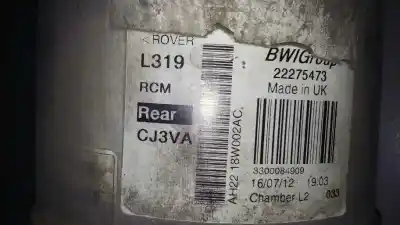 < ROVER
L319
RCM
Rear
CJ3VA
AH22 18W002AC
BWIGroup
22275473
Made in UK
3300084909
16/07/12 19:03
Chamber L2 033